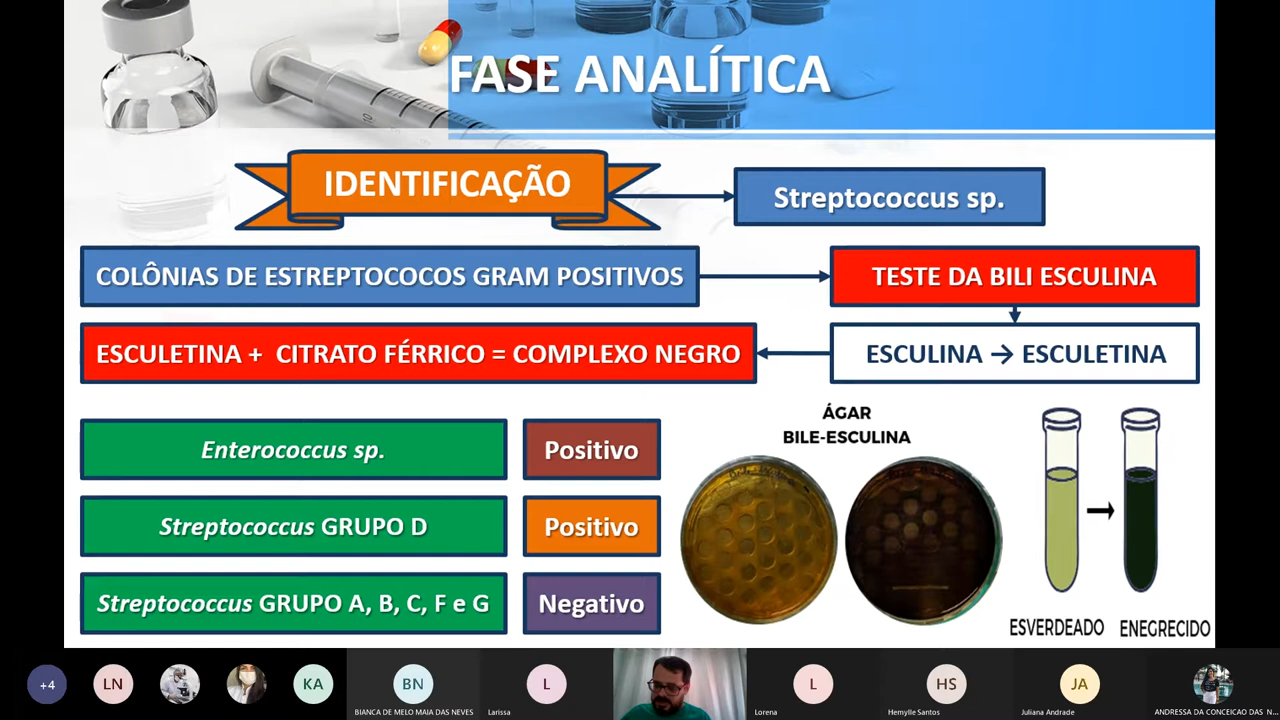 FASE ANALÍTICA
IDENTIFICAÇÃO
Streptococcus sp.
COLÔNIAS DE ESTREPTOCOCOS GRAM POSITIVOS
TESTE DA BILI ESCULINA
ESCULETINA + CITRATO FÉRRICO = COMPLEXO NEGRO
ESCULINA → ESCULETINA
Enterococcus sp.
Positivo
Streptococcus GRUPO D
Positivo
Streptococcus GRUPO A, B, C, F e G
Negativo
ÁGAR
BILE-ESCULINA
ESVERDEADO
ENEGRECIDO
+4
LN
KA
BN
BIANCA DE MELO MAIA DAS NEVES
L
Larissa
L
Lorena
HS
Hemylle Santos
JA
Juliana Andrade
ANDRESSA DA CONCEICAO DAS N...